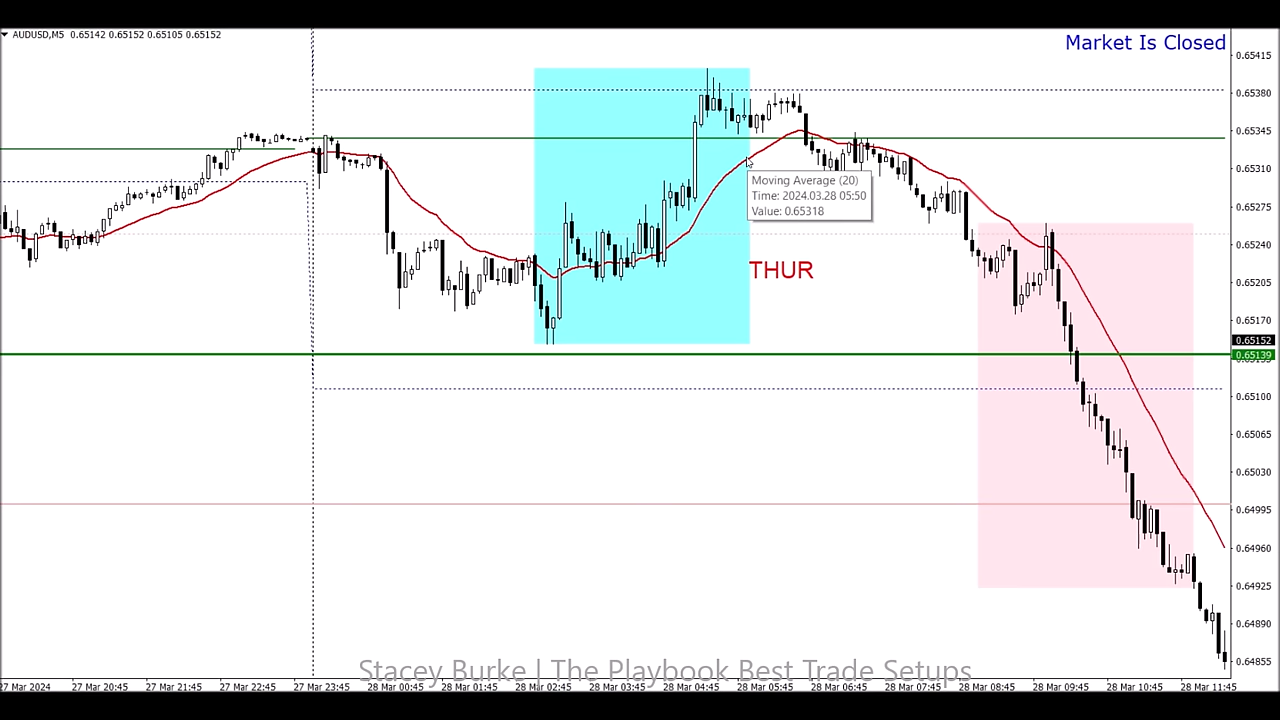 AUDUSD,M5 0.65142 0.65152 0.65105 0.65152
Market Is Closed
0.65415
0.65380
0.65345
0.65310
Moving Average (20)
Time: 2024.03.28 05:50
Value: 0.65318
0.65275
0.65240
THUR
0.65205
0.65170
0.65152
0.65139
0.65100
0.65065
0.65030
0.64995
0.64960
0.64925
0.64890
0.64855
Stacey Burke | The Playbook Best Trade Setups
27 Mar 2024 27 Mar 20:45 27 Mar 21:45 27 Mar 22:45 27 Mar 23:45 28 Mar 00:45 28 Mar 01:45 28 Mar 02:45 28 Mar 03:45 28 Mar 04:45 28 Mar 05:45 28 Mar 06:45 28 Mar 07:45 28 Mar 08:45 28 Mar 09:45 28 Mar 10:45 28 Mar 11:45